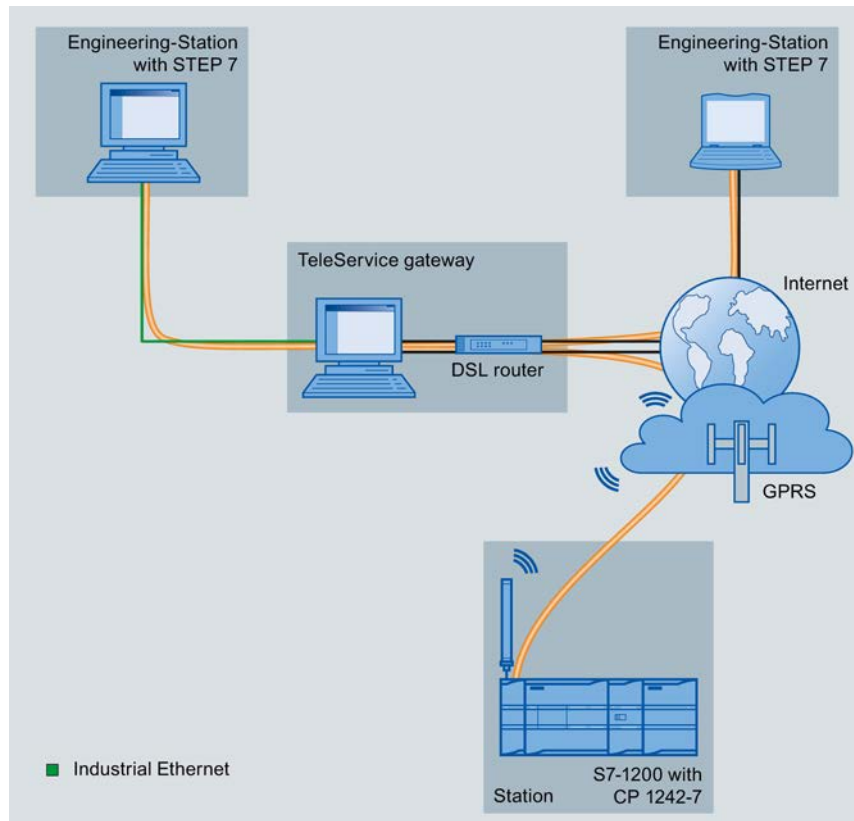 Engineering-Station
with STEP 7
Engineering-Station
with STEP 7
TeleService gateway
Internet
DSL router
GPRS
Industrial Ethernet
S7-1200 with
CP 1242-7
Station